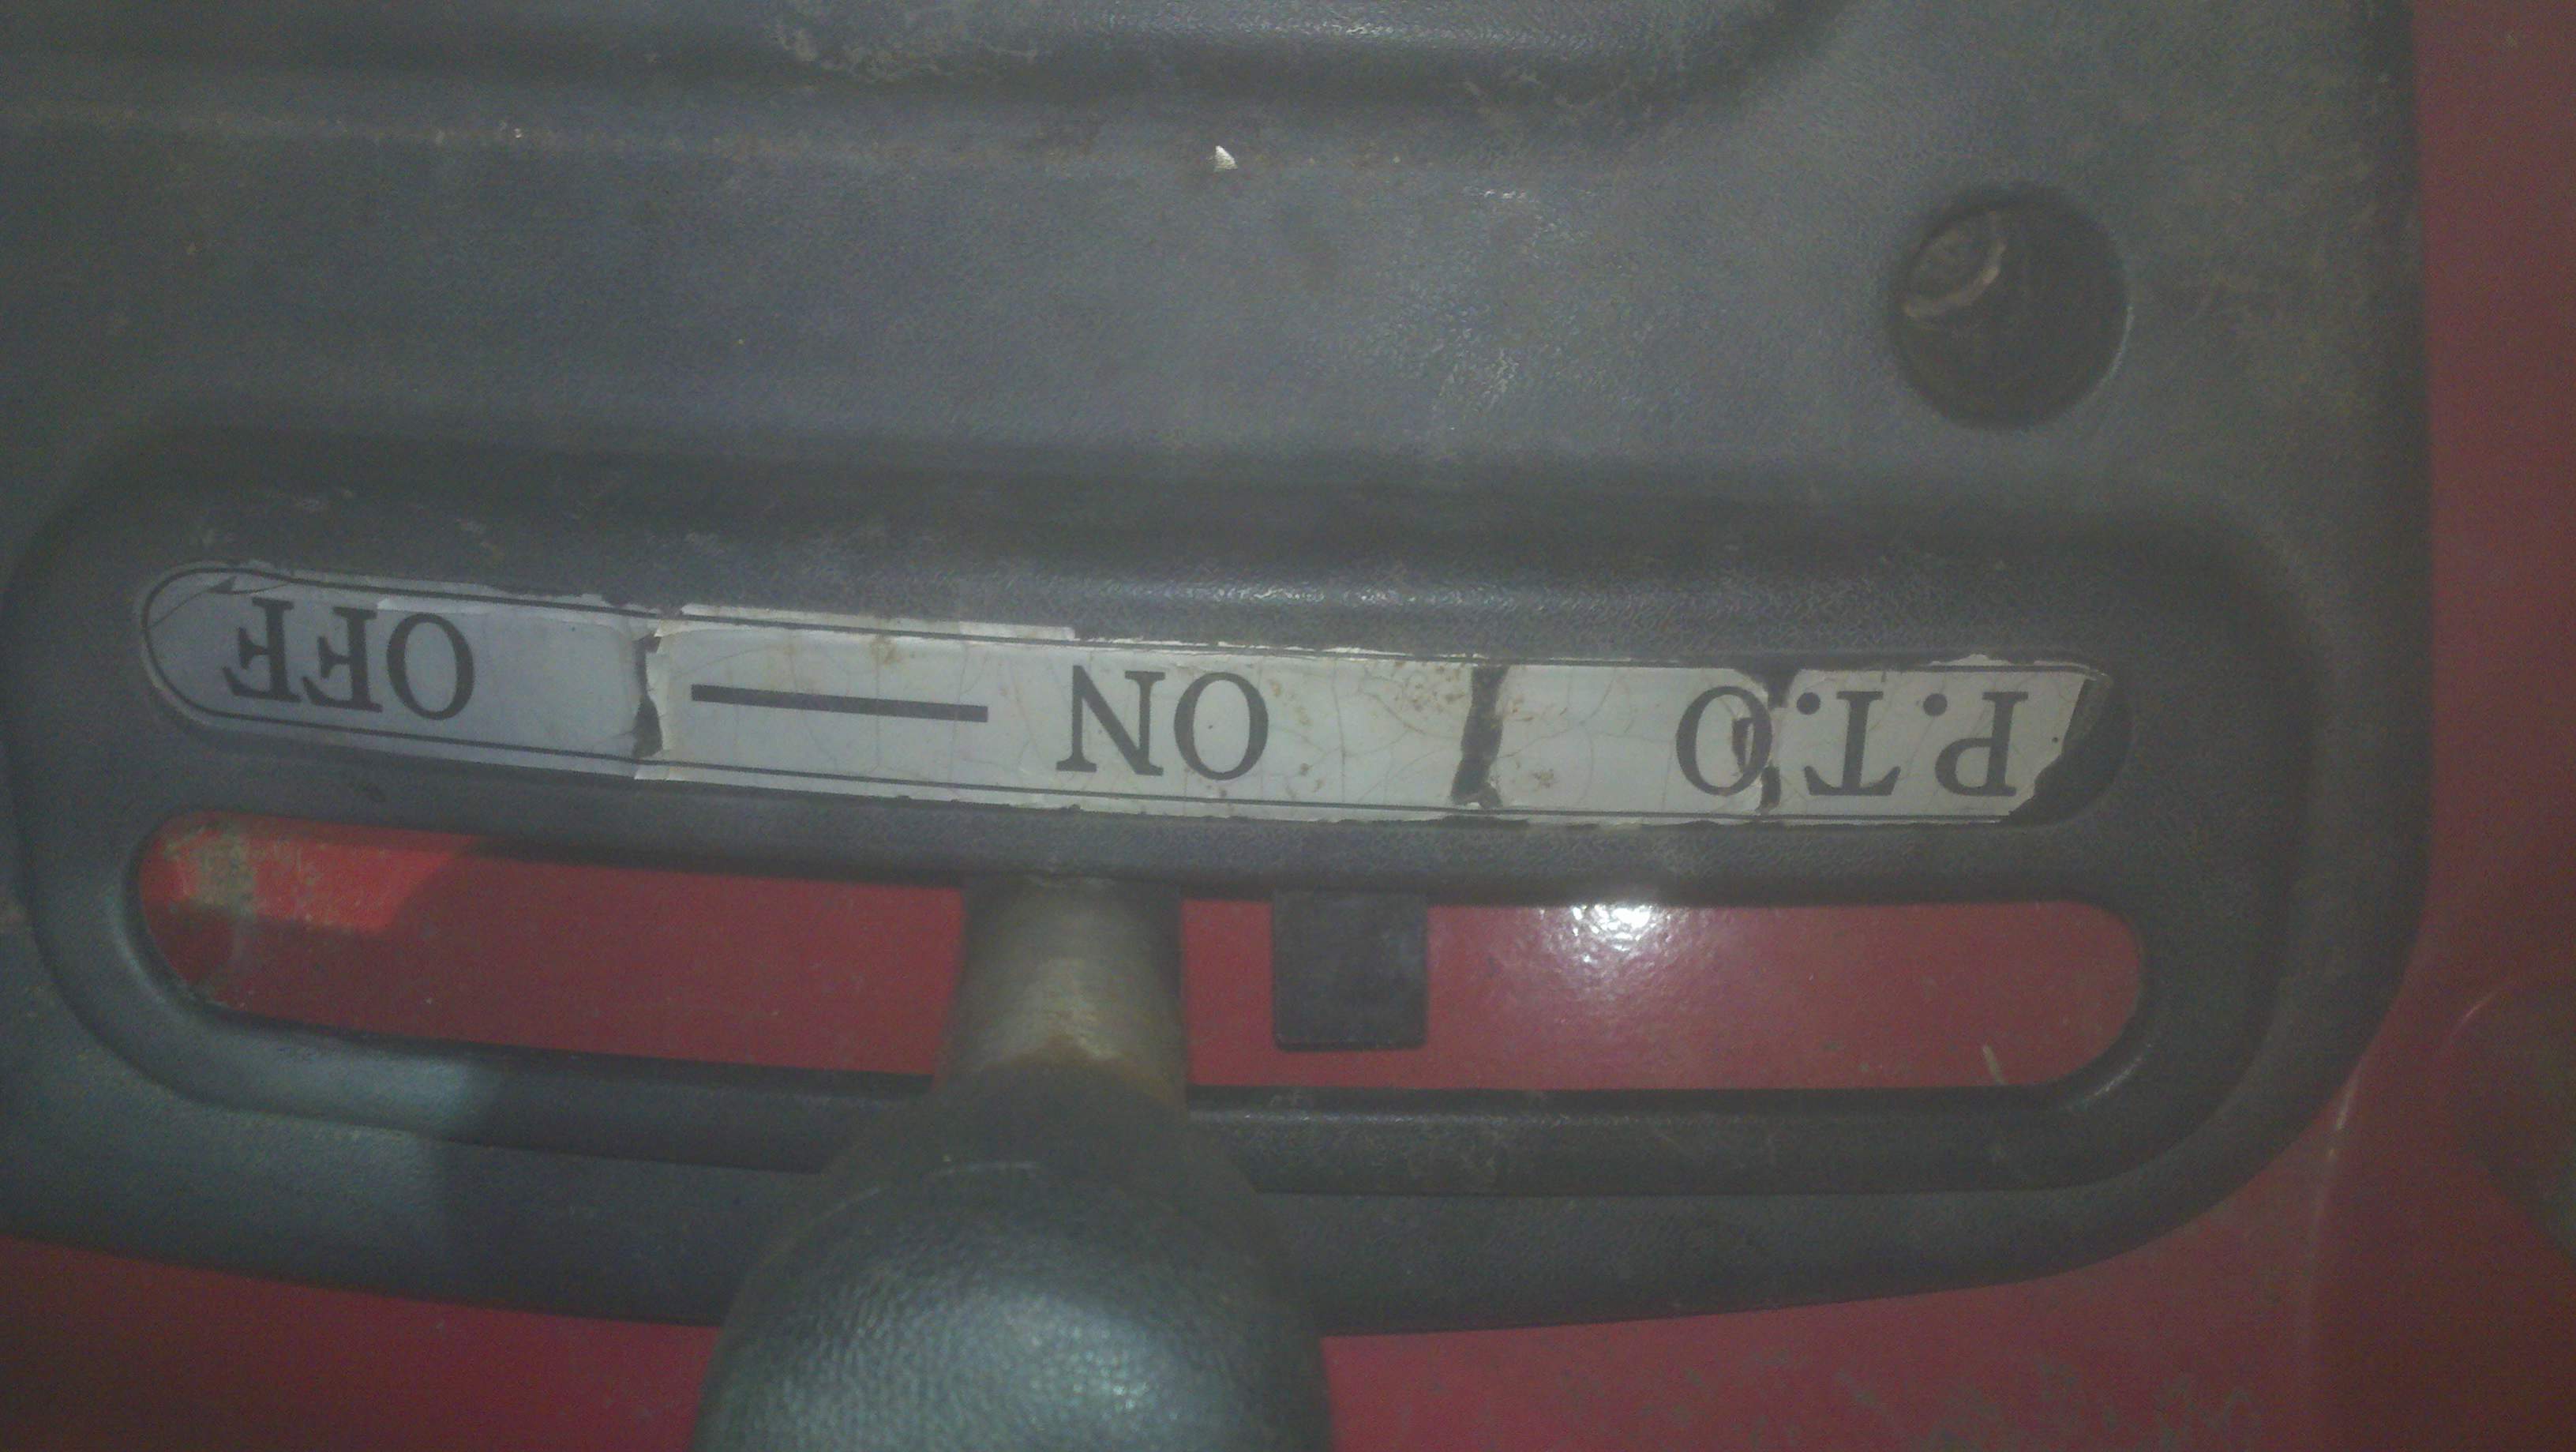 P.T.O ON — OFF